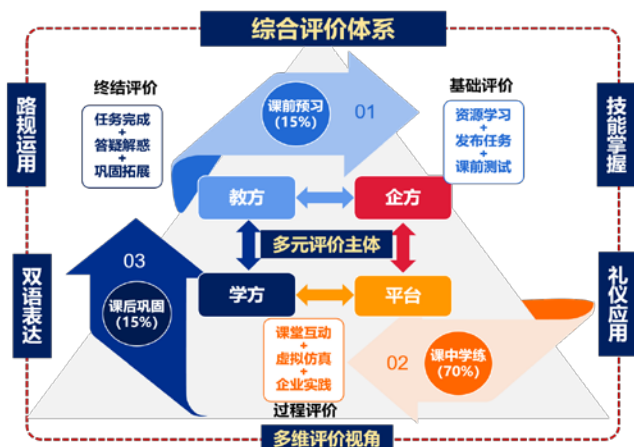 综合评价体系
终结评价
任务完成
+
答疑解惑
+
巩固拓展
课前预习
(15%)
01
基础评价
资源学习
+
发布任务
+
课前测试
路规运用
技能掌握
教方
企方
多元评价主体
学方
平台
双语表达
礼仪应用
03
课后巩固
(15%)
课堂互动
+
虚拟仿真
+
企业实践
过程评价
02
课中学练
(70%)
多维评价视角